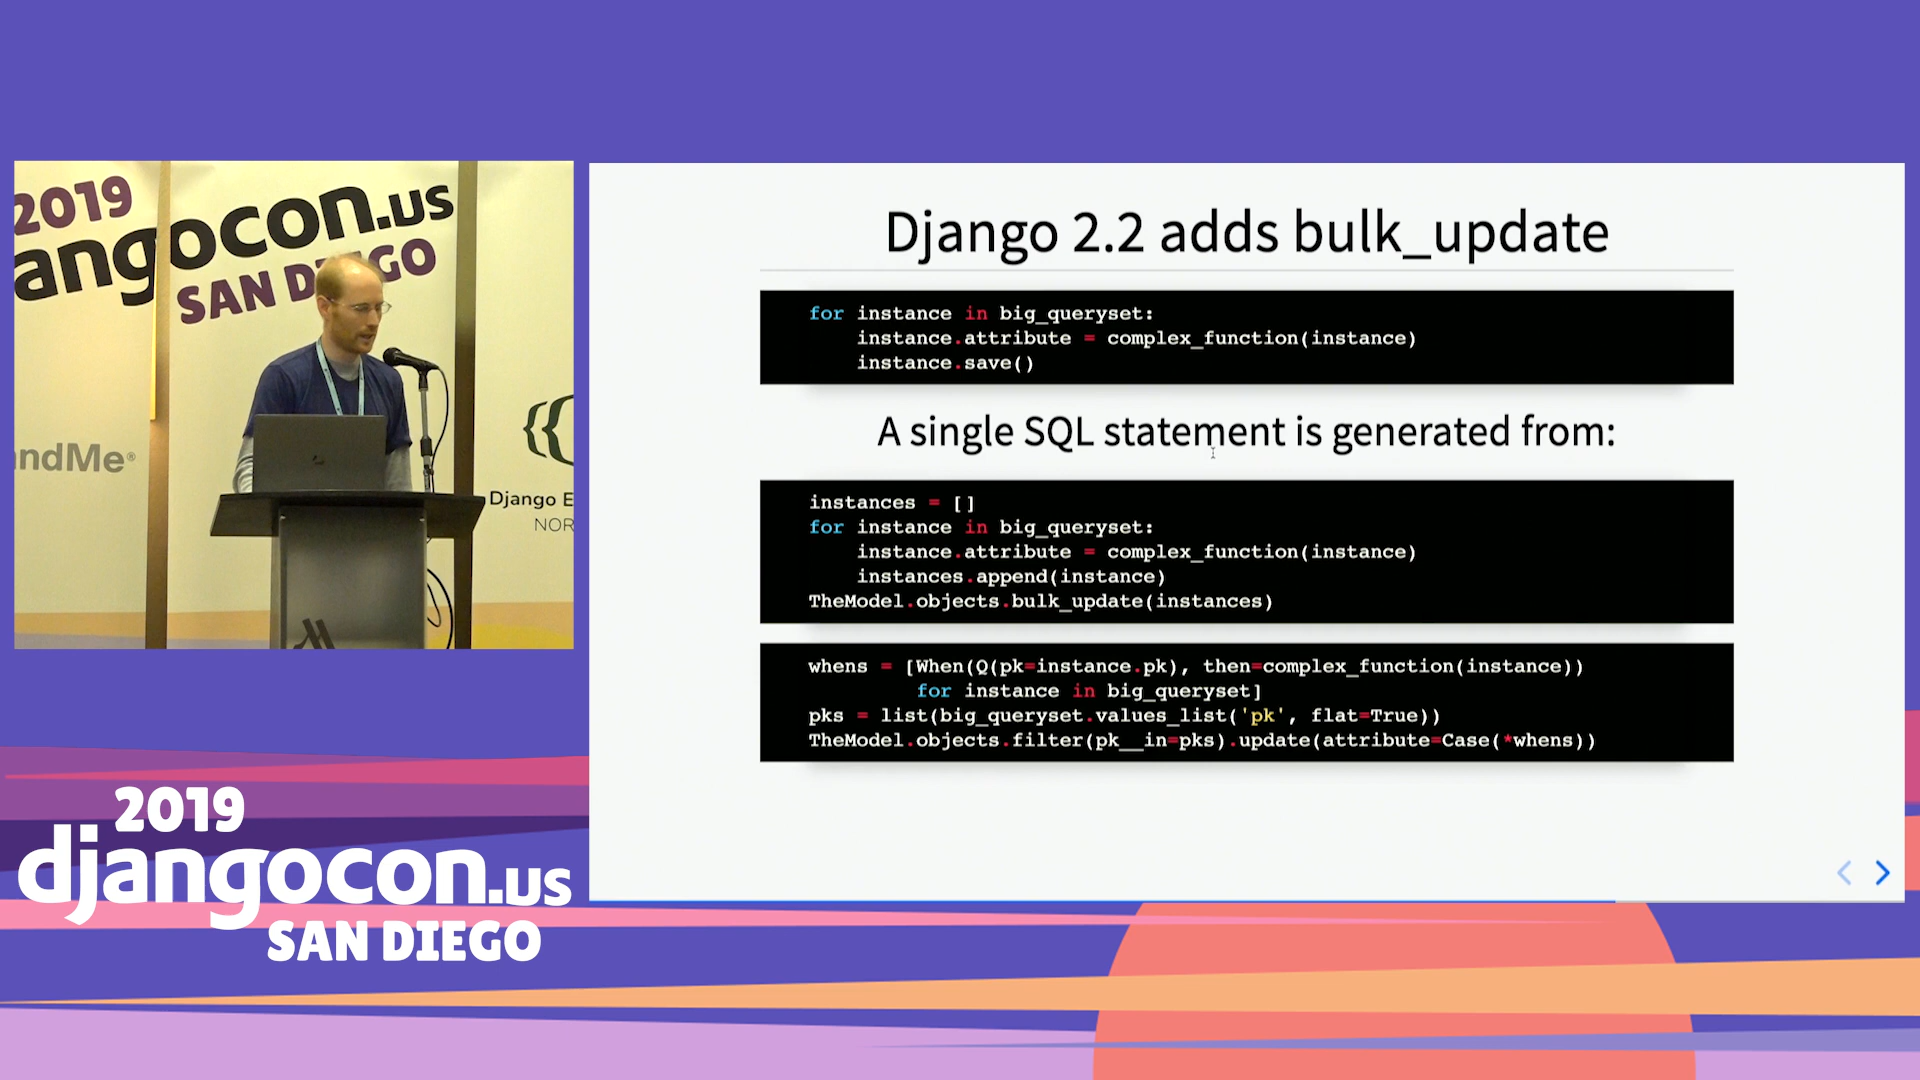 2019
angocon.us
SAN DIEGO
andMe®
Django E
NOR
2019
djangocon.us
SAN DIEGO
Django 2.2 adds bulk_update
for instance in big_queryset:
    instance.attribute = complex_function(instance)
    instance.save()
A single SQL statement is generated from:
instances = []
for instance in big_queryset:
    instance.attribute = complex_function(instance)
    instances.append(instance)
TheModel.objects.bulk_update(instances)
whens = [When(Q(pk=instance.pk), then=complex_function(instance))
         for instance in big_queryset]
pks = list(big_queryset.values_list('pk', flat=True))
TheModel.objects.filter(pk__in=pks).update(attribute=Case(*whens))